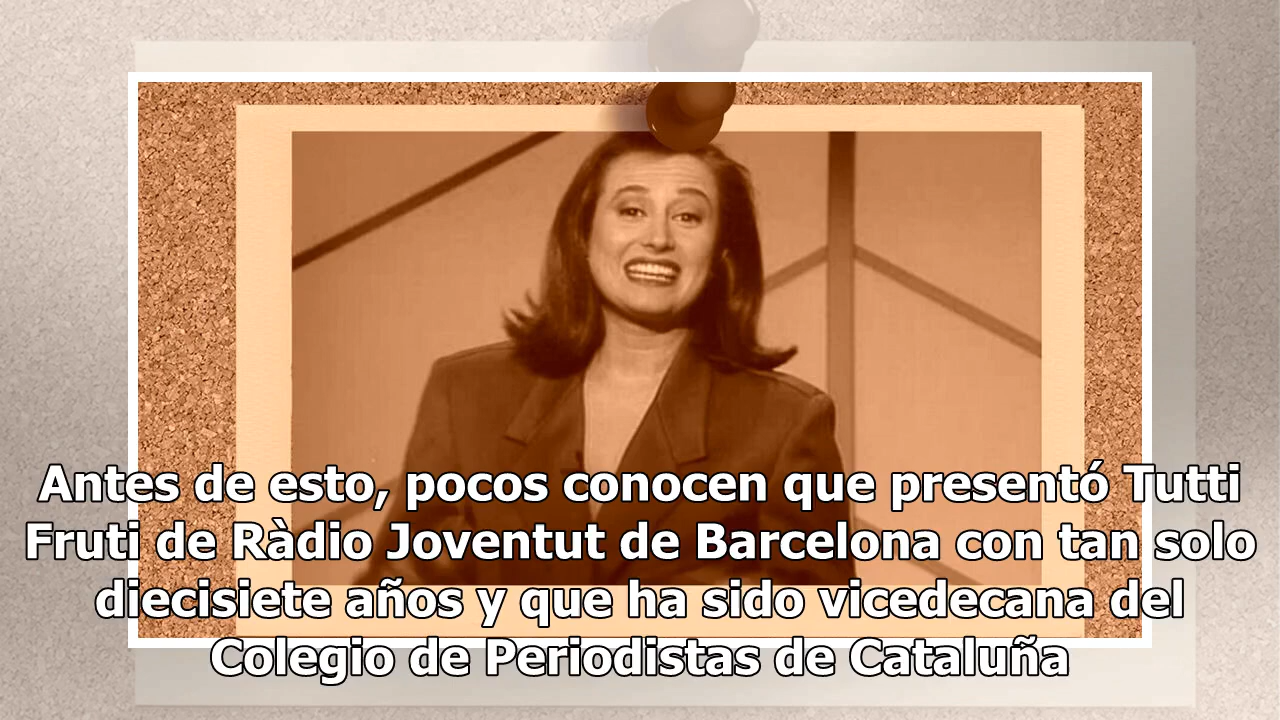 Antes de esto, pocos conocen que presentó Tutti
Fruti de Ràdio Joventut de Barcelona con tan solo
diecisiete años y que ha sido vicedecana del
Colegio de Periodistas de Cataluña